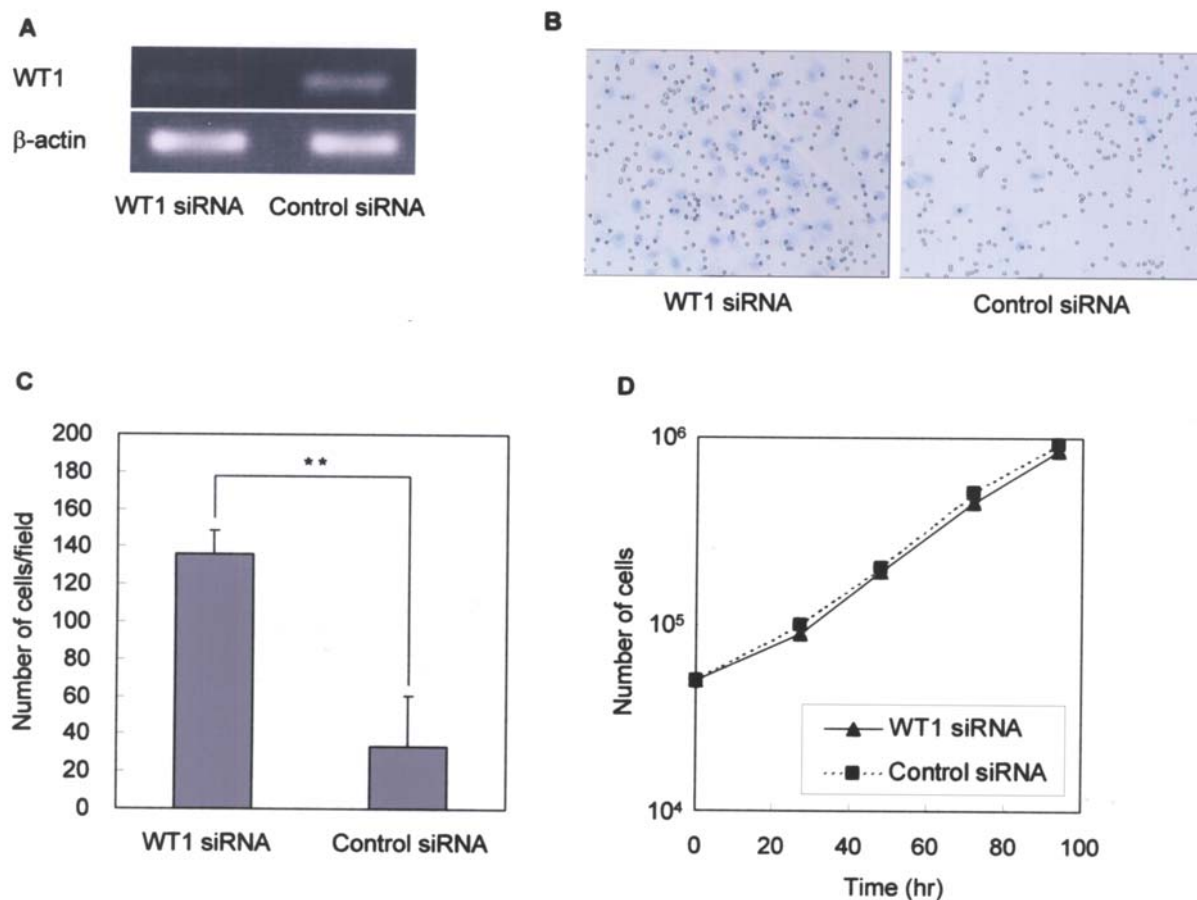 A
WT1
β-actin
WT1 siRNA Control siRNA
B
WT1 siRNA Control siRNA
C
Number of cells/field
200
180
160
140
120
100
80
60
40
20
0
**
WT1 siRNA Control siRNA
D
Number of cells
10⁶
10⁵
10⁴
WT1 siRNA
Control siRNA
0 20 40 60 80 100
Time (hr)